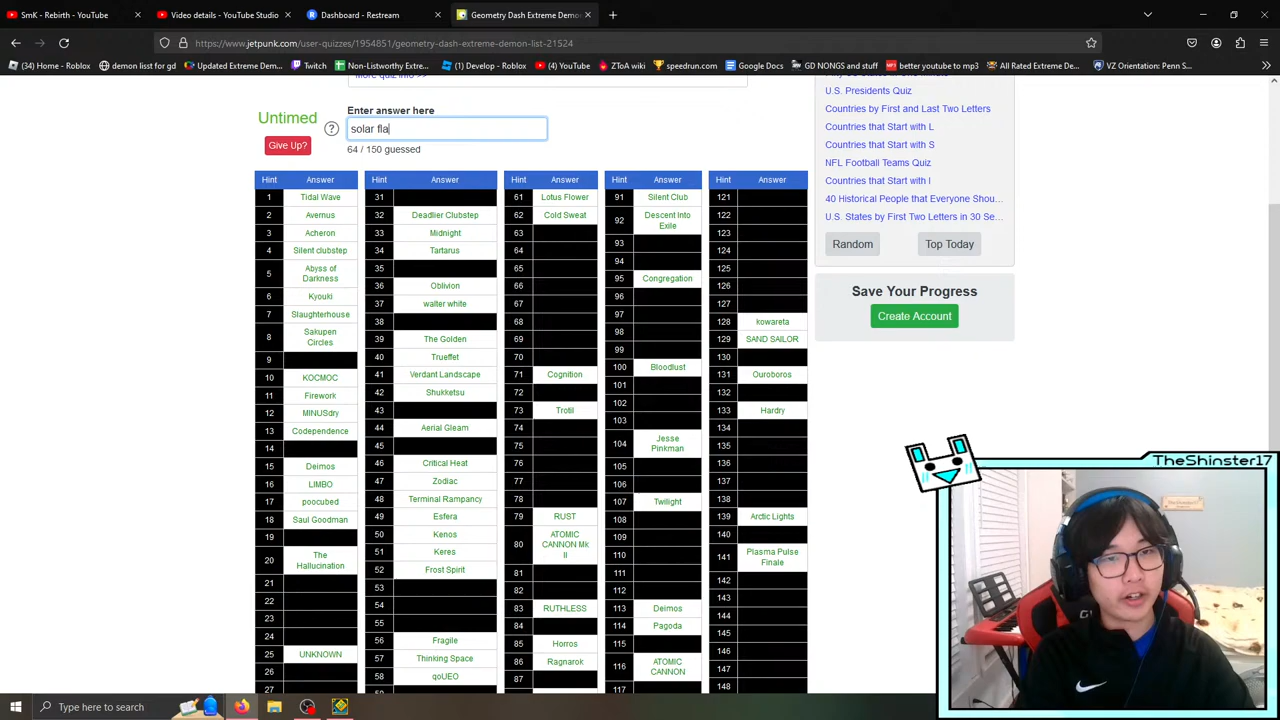 SmK - Rebirth - YouTube
Video details - YouTube Studio
Dashboard - Restream
Geometry Dash Extreme Demon
https://www.jetpunk.com/user-quizzes/1954851/geometry-dash-extreme-demon-list-21524
(34) Home - Roblox
demon lisst for gd
Updated Extreme Dem...
Twitch
Non-Listworthy Extre...
(1) Develop - Roblox
(4) YouTube
ZToA wiki
speedrun.com
Google Docs
GD NONGS and stuff
better youtube to mp3
All Rated Extreme De...
VZ Orientation: Penn S...
More quiz info >>
Untimed
Give Up?
?
Enter answer here
solar fla
64 / 150 guessed
Hint Answer
1 Tidal Wave
2 Avernus
3 Acheron
4 Silent clubstep
5 Abyss of
Darkness
6 Kyouki
7 Slaughterhouse
8 Sakupen
Circles
9
10 KOCMOC
11 Firework
12 MINUSdry
13 Codependence
14
15 Deimos
16 LIMBO
17 poocubed
18 Saul Goodman
19
20 The
Hallucination
21
22
23
24
25 UNKNOWN
26
27
Hint Answer
31
32 Deadlier Clubstep
33 Midnight
34 Tartarus
35
36 Oblivion
37 walter white
38
39 The Golden
40 Trueffet
41 Verdant Landscape
42 Shukketsu
43
44 Aerial Gleam
45
46 Critical Heat
47 Zodiac
48 Terminal Rampancy
49 Esfera
50 Kenos
51 Keres
52 Frost Spirit
53
54
55
56 Fragile
57 Thinking Space
58 qoUEO
Hint Answer
61 Lotus Flower
62 Cold Sweat
63
64
65
66
67
68
69
70
71 Cognition
72
73 Trotil
74
75
76
77
78
79 RUST
80 ATOMIC
CANNON Mk
II
81
82
83 RUTHLESS
84
85 Horros
86 Ragnarok
87
Hint Answer
91 Silent Club
92 Descent Into
Exile
93
94
95 Congregation
96
97
98
99
100 Bloodlust
101
102
103
104 Jesse
Pinkman
105
106
107 Twilight
108
109
110
111
112
113 Deimos
114 Pagoda
115
116 ATOMIC
CANNON
117
Hint Answer
121
122
123
124
125
126
127
128 kowareta
129 SAND SAILOR
130
131 Ouroboros
132
133 Hardry
134
135
136
137
138
139 Arctic Lights
140
141 Plasma Pulse
Finale
142
143
144
145
146
147
148
U.S. Presidents Quiz
Countries by First and Last Two Letters
Countries that Start with L
Countries that Start with S
NFL Football Teams Quiz
Countries that Start with I
40 Historical People that Everyone Shou...
U.S. States by First Two Letters in 30 Se...
Random
Top Today
Save Your Progress
Create Account
TheShinster17
Type here to search